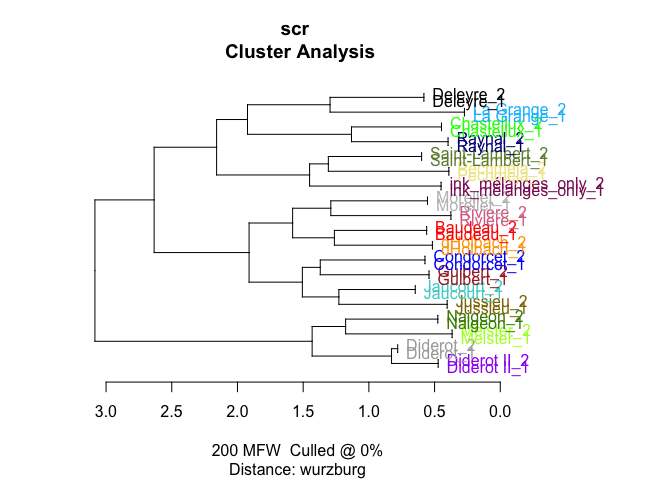 scr
Cluster Analysis
Deleyre_2
Deleyre_1
La Grange_2
La Grange_1
Chastellux_2
Chastellux_1
Raynal_2
Raynal_1
Saint-Lambert_2
Saint-Lambert_1
Pechmeja_2
Pechmeja_1
ink_mélanges_only_2
ink_mélanges_only_1
Morellet_2
Morellet_1
Riviere_2
Riviere_1
Baudeau_2
Baudeau_1
d'Holbach_2
d'Holbach_1
Condorcet_2
Condorcet_1
Guibert_2
Guibert_1
Jaucourt_2
Jaucourt_1
Jussieu_2
Jussieu_1
Naigeon_2
Naigeon_1
Meister_2
Meister_1
Diderot_2
Diderot_1
Diderot II_2
Diderot II_1
3.0 2.5 2.0 1.5 1.0 0.5 0.0
200 MFW Culled @ 0%
Distance: wurzburg